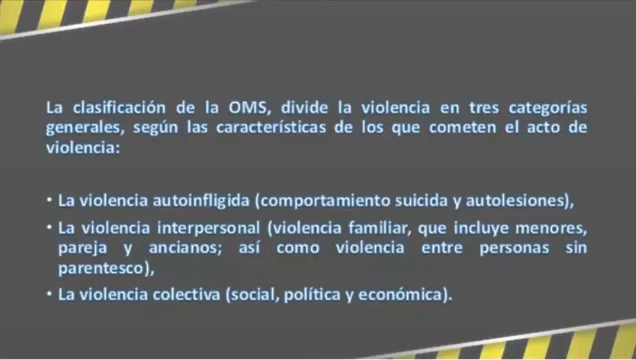 La clasificación de la OMS, divide la violencia en tres categorías
generales, según las características de los que cometen el acto de
violencia:
• La violencia autoinfligida (comportamiento suicida y autolesiones),
• La violencia interpersonal (violencia familiar, que incluye menores,
pareja y ancianos; así como violencia entre personas sin
parentesco),
• La violencia colectiva (social, política y económica).